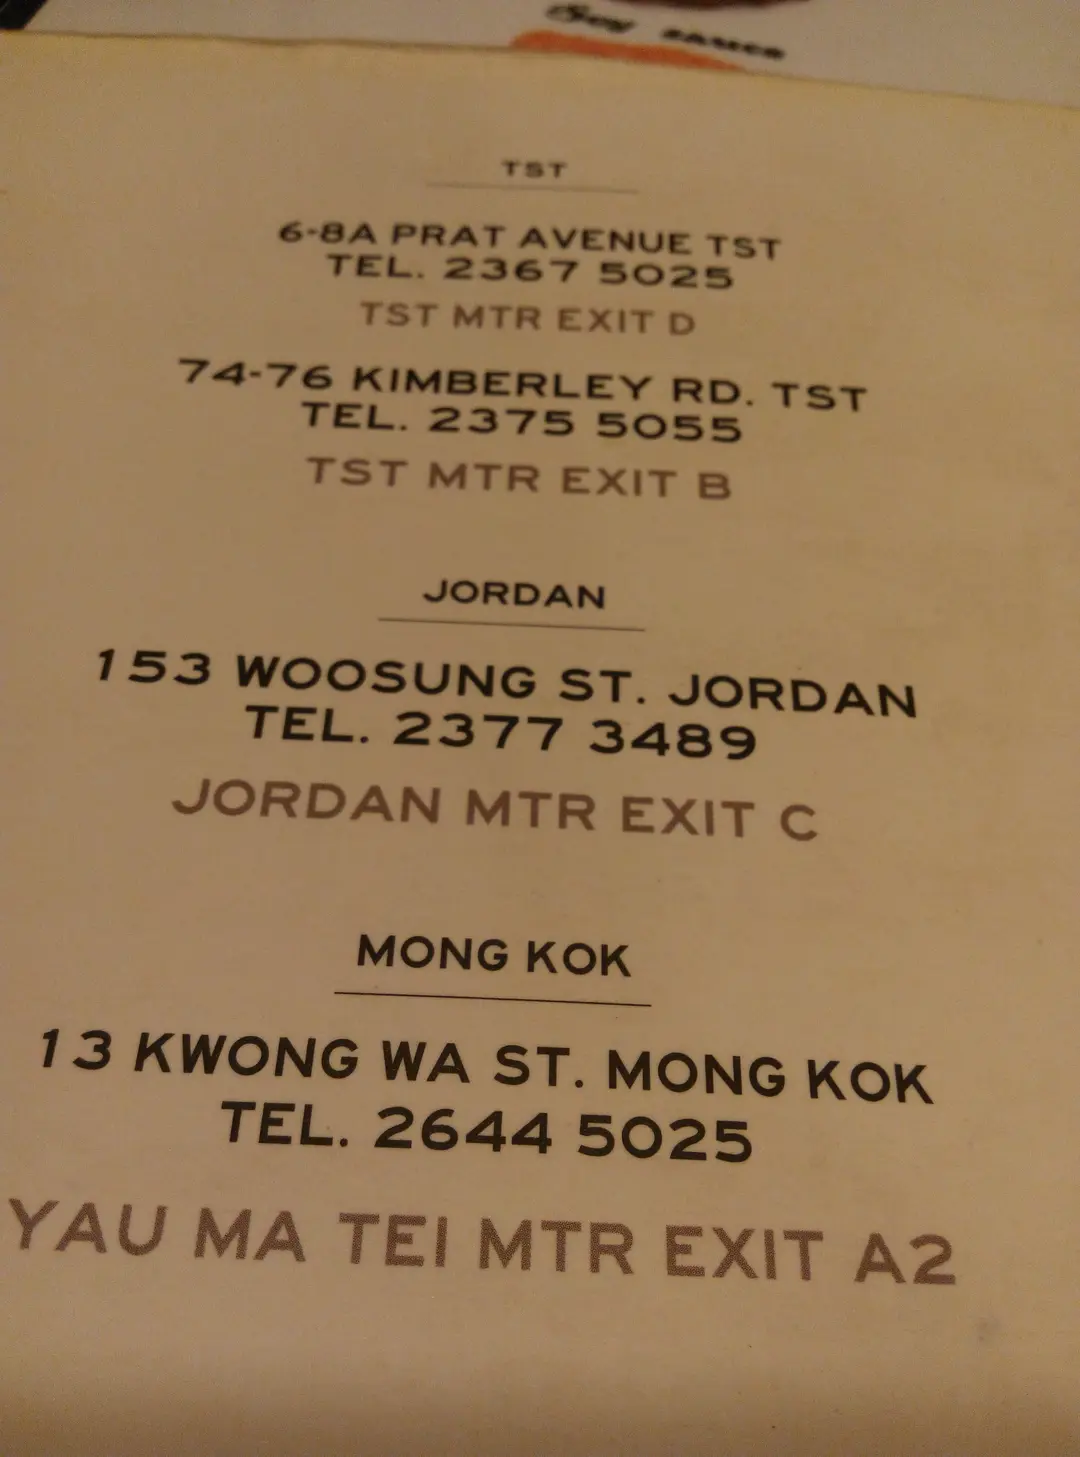 Soy sauce
TST
6-8A PRAT AVENUE TST
TEL. 2367 5025
TST MTR EXIT D
74-76 KIMBERLEY RD. TST
TEL. 2375 5055
TST MTR EXIT B
JORDAN
153 WOOSUNG ST. JORDAN
TEL. 2377 3489
JORDAN MTR EXIT C
MONG KOK
13 KWONG WA ST. MONG KOK
TEL. 2644 5025
YAU MA TEI MTR EXIT A2